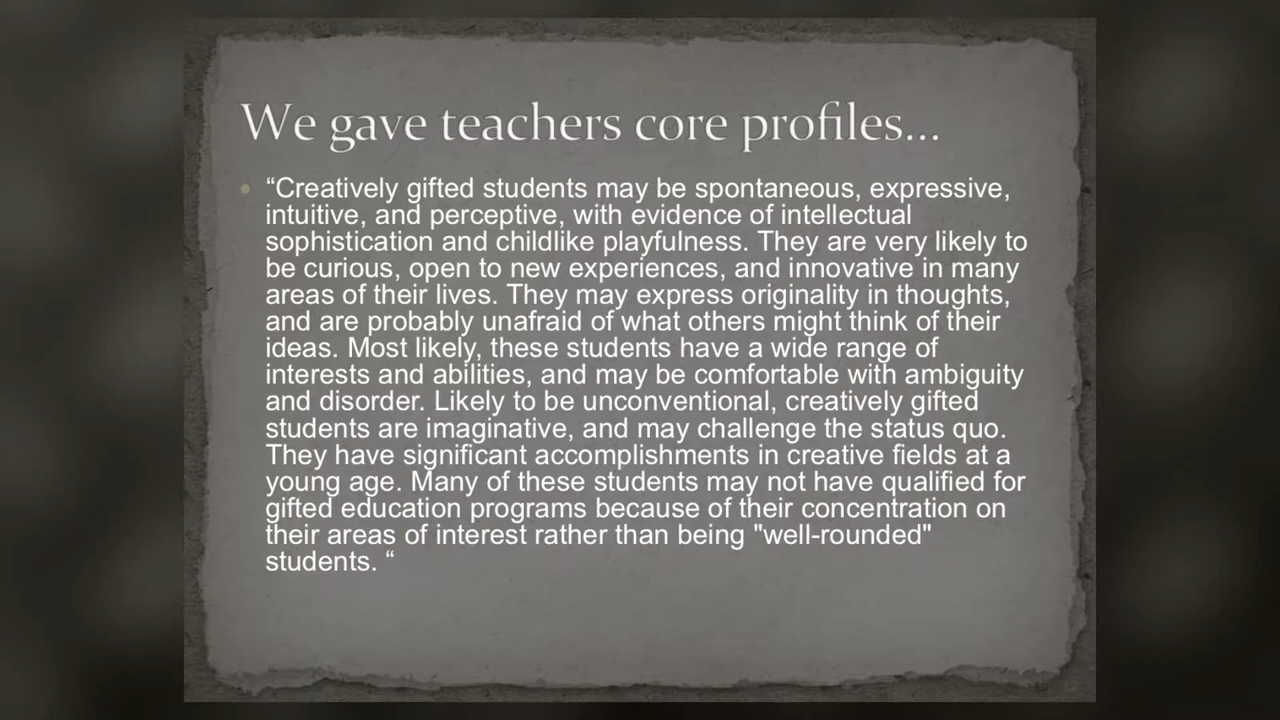 We gave teachers core profiles...
• “Creatively gifted students may be spontaneous, expressive,
intuitive, and perceptive, with evidence of intellectual
sophistication and childlike playfulness. They are very likely to
be curious, open to new experiences, and innovative in many
areas of their lives. They may express originality in thoughts,
and are probably unafraid of what others might think of their
ideas. Most likely, these students have a wide range of
interests and abilities, and may be comfortable with ambiguity
and disorder. Likely to be unconventional, creatively gifted
students are imaginative, and may challenge the status quo.
They have significant accomplishments in creative fields at a
young age. Many of these students may not have qualified for
gifted education programs because of their concentration on
their areas of interest rather than being "well-rounded"
students. “